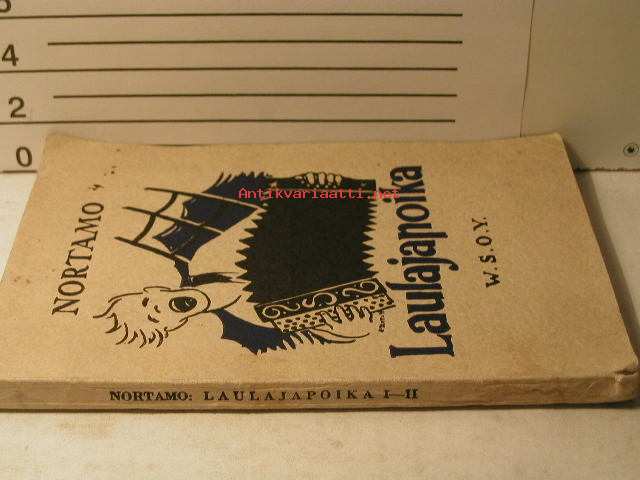 4
2
0
NORTAMO
Antikvariaatti.net
Laulajapoika
W.S.O.Y.
NORTAMO: LAULAJAPOIKA I—II